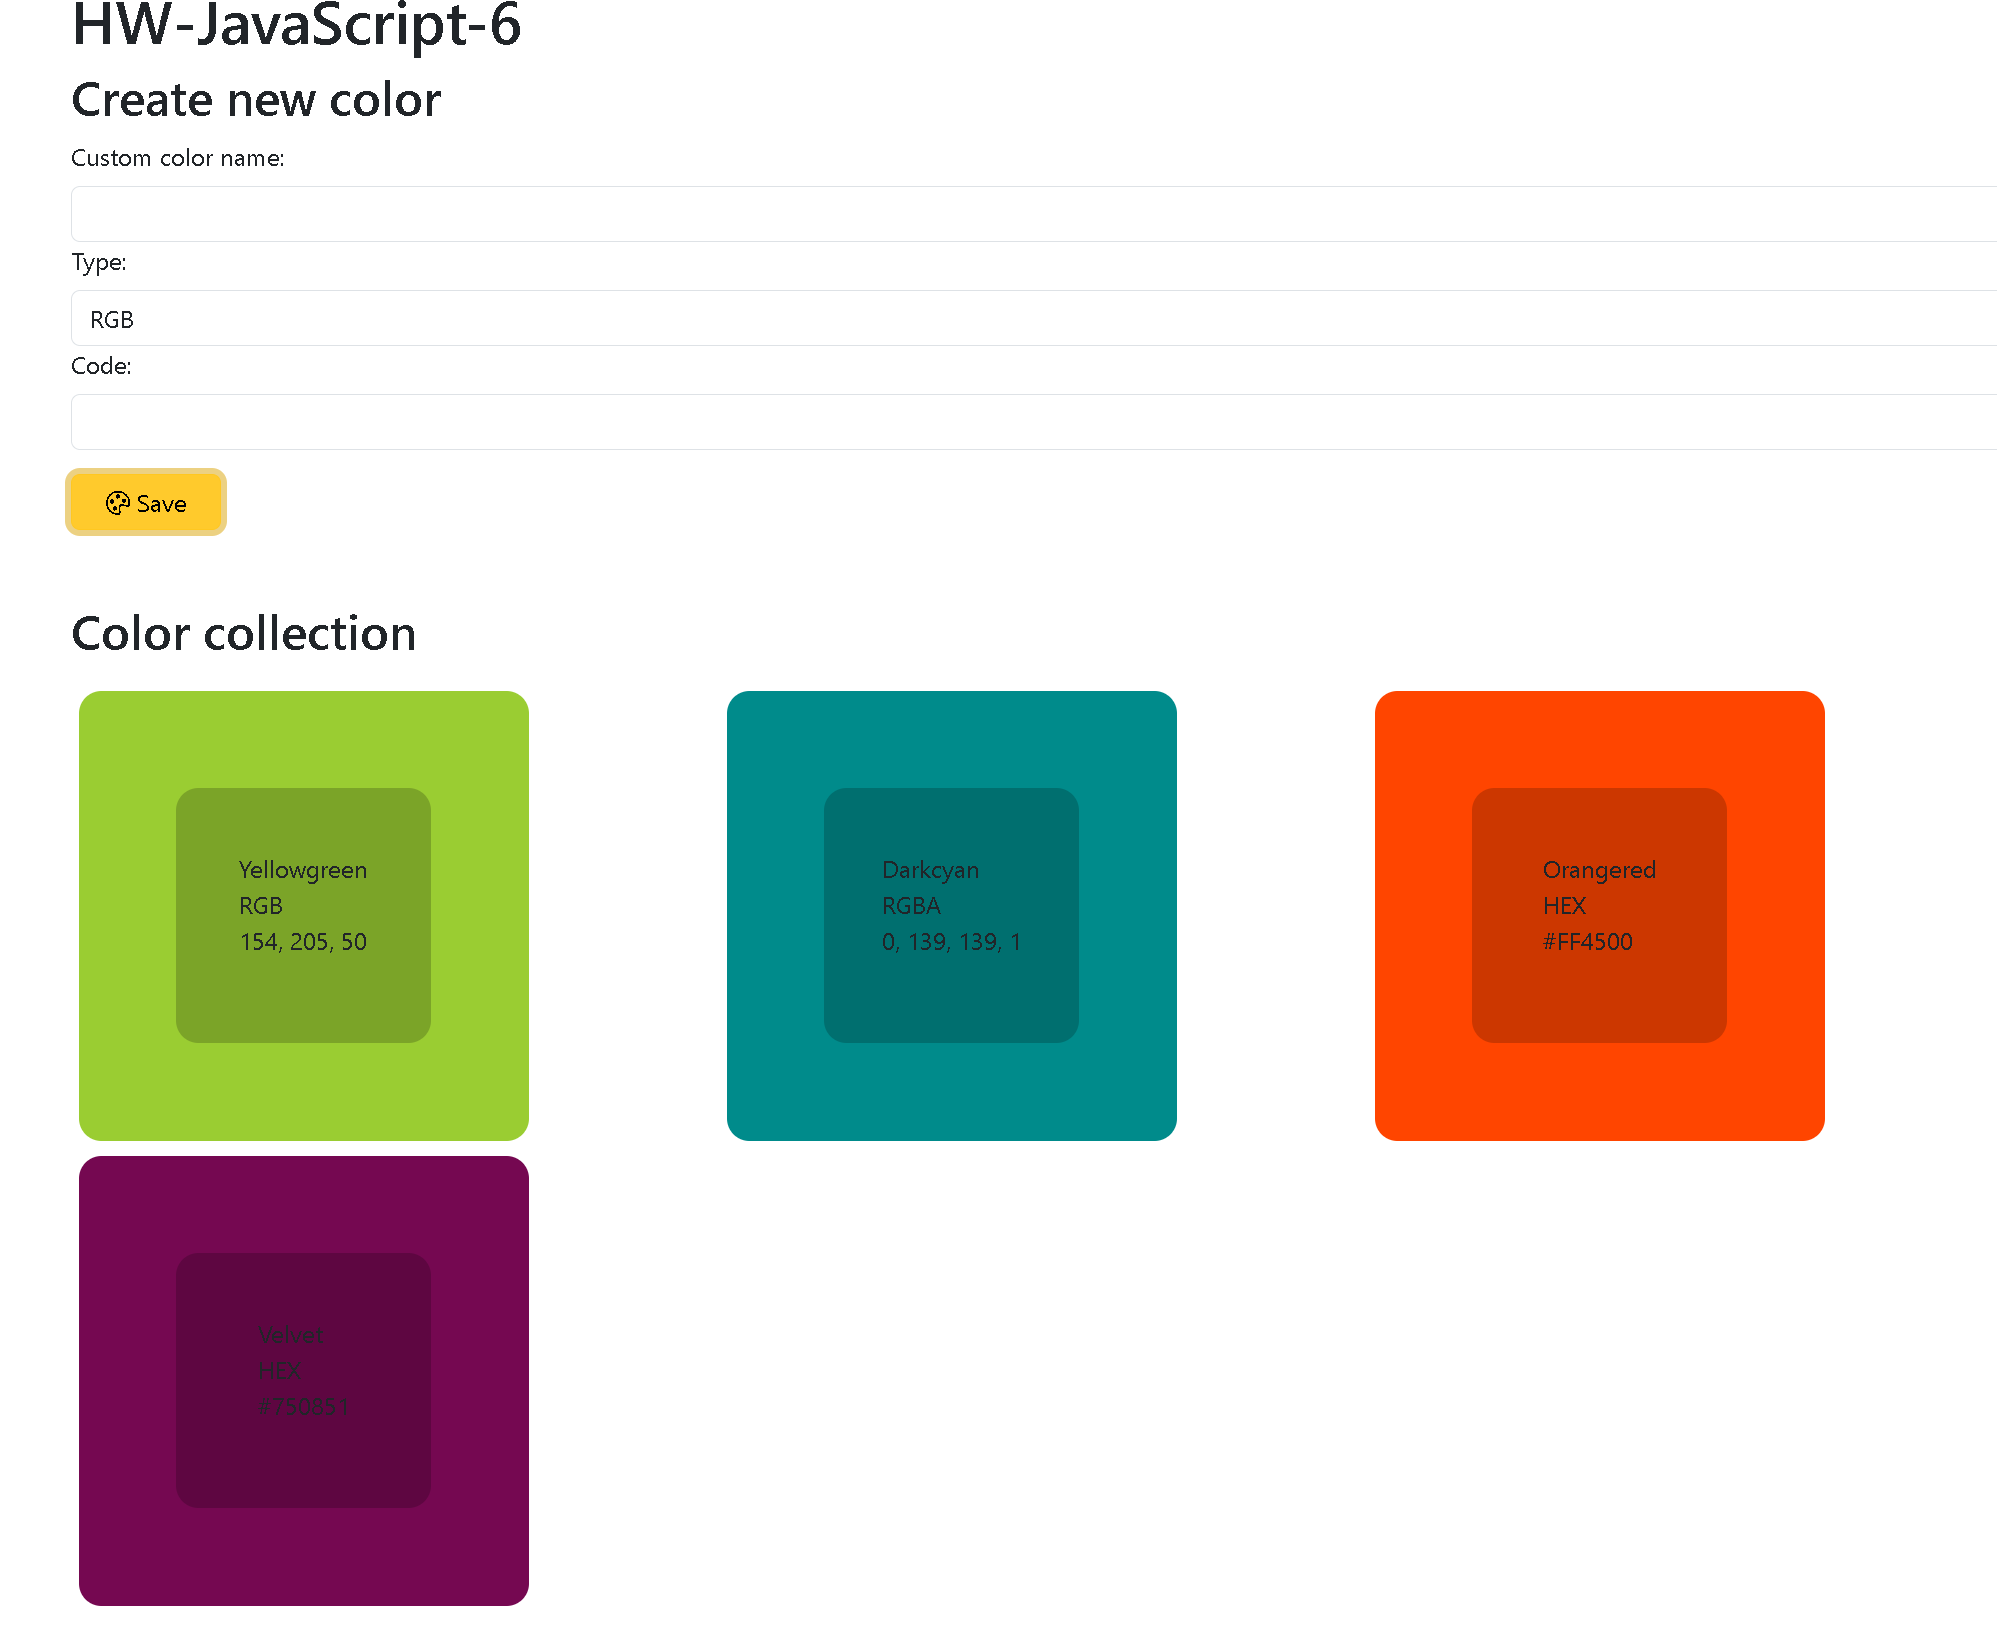 HW-JavaScript-6
Create new color
Custom color name:
Type:
RGB
Code:
Save
Color collection
Yellowgreen
RGB
154, 205, 50
Darkcyan
RGBA
0, 139, 139, 1
Orangered
HEX
#FF4500
Velvet
HEX
#750851